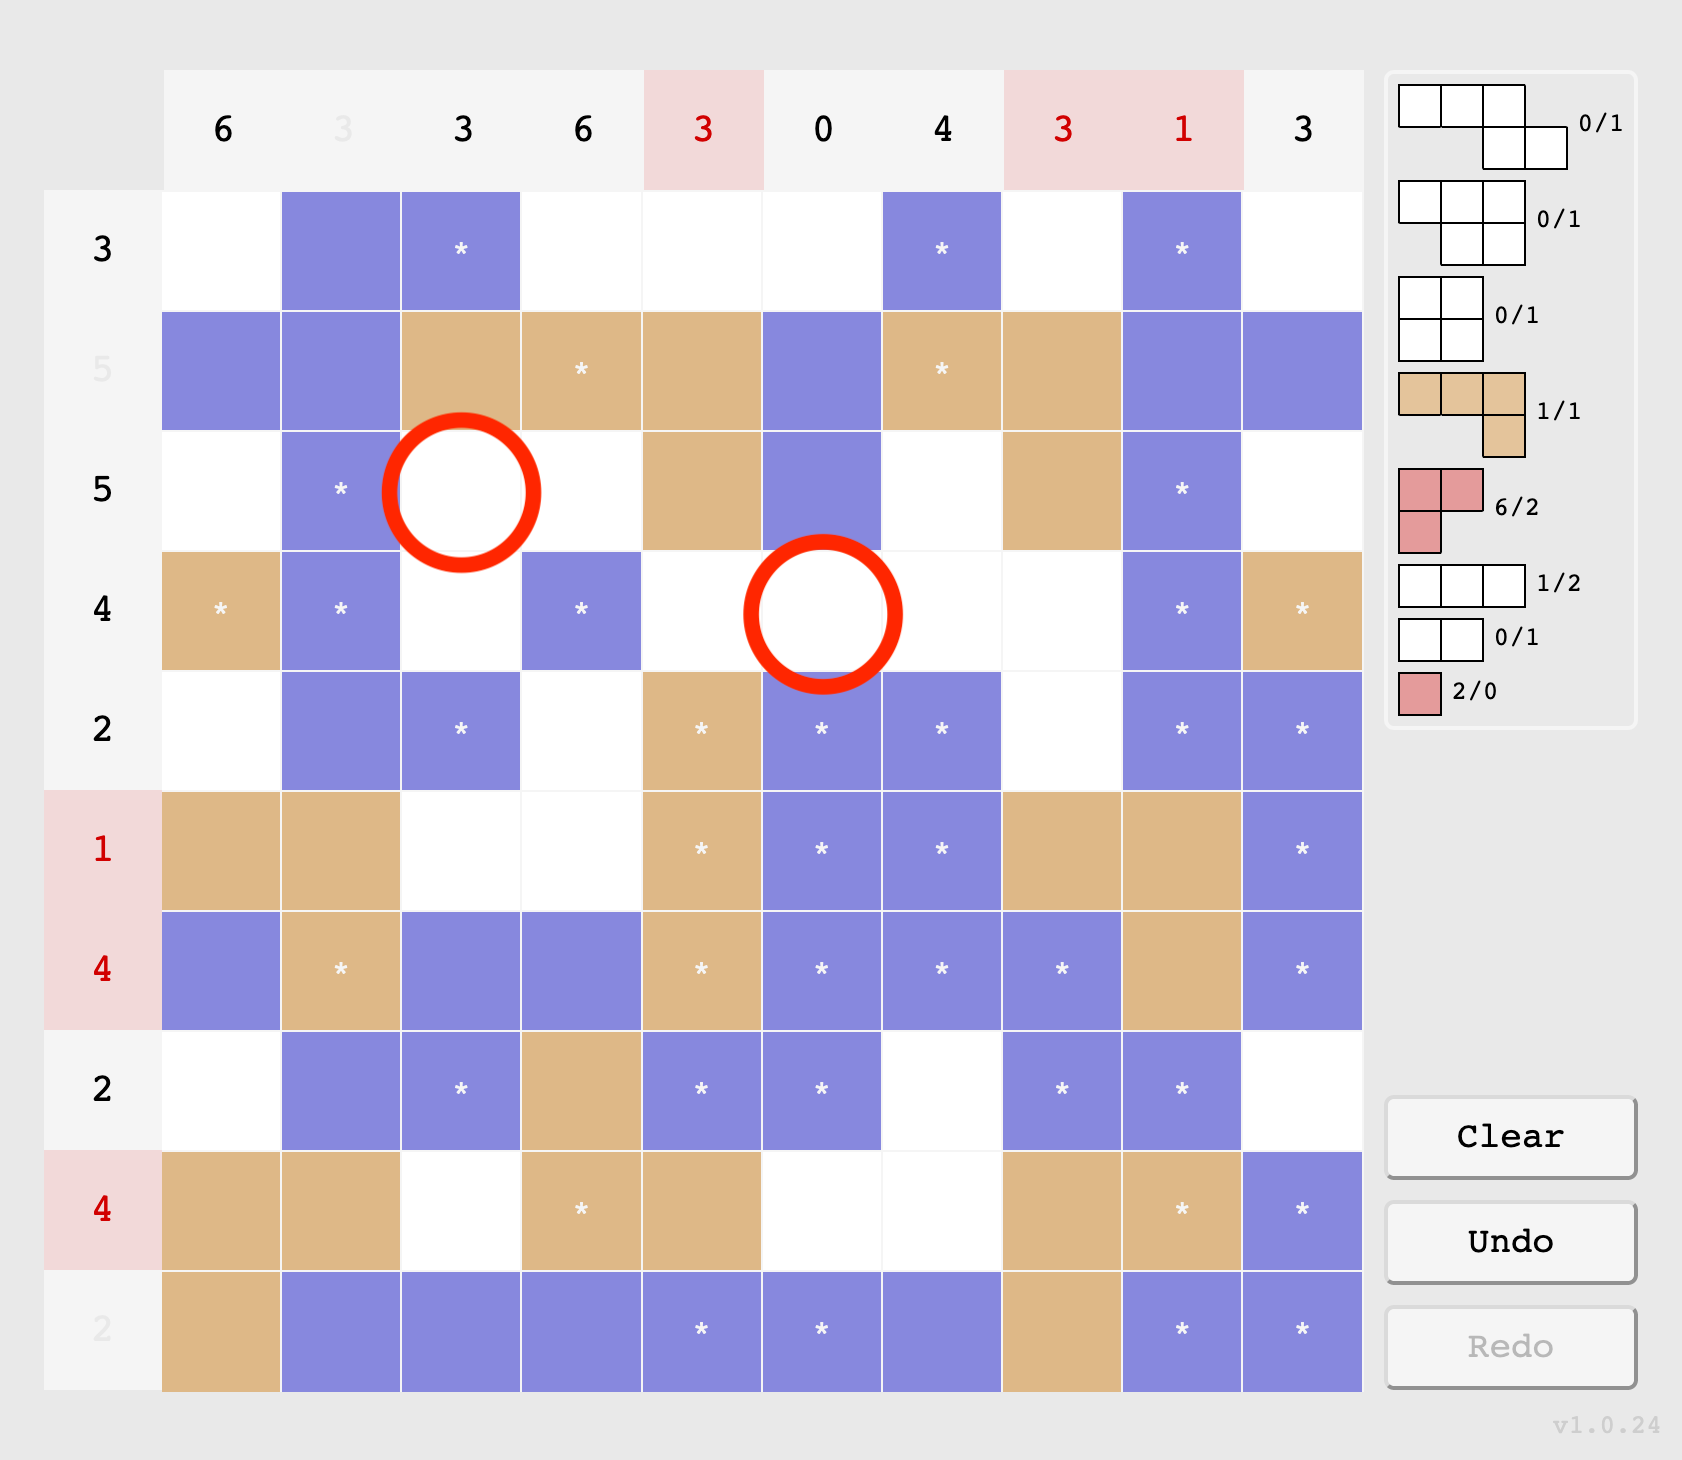 6 3 3 6 3 0 4 3 1 3
0/1
3 * * *
0/1
5 * *
0/1
1/1
5 * *
6/2
4 * * * * *
1/2
0/1
2/0
2 * * * * * *
1 * * * *
4 * * * * * *
2 * * * * *
Clear
4 * * *
Undo
2 * * * *
Redo
v1.0.24